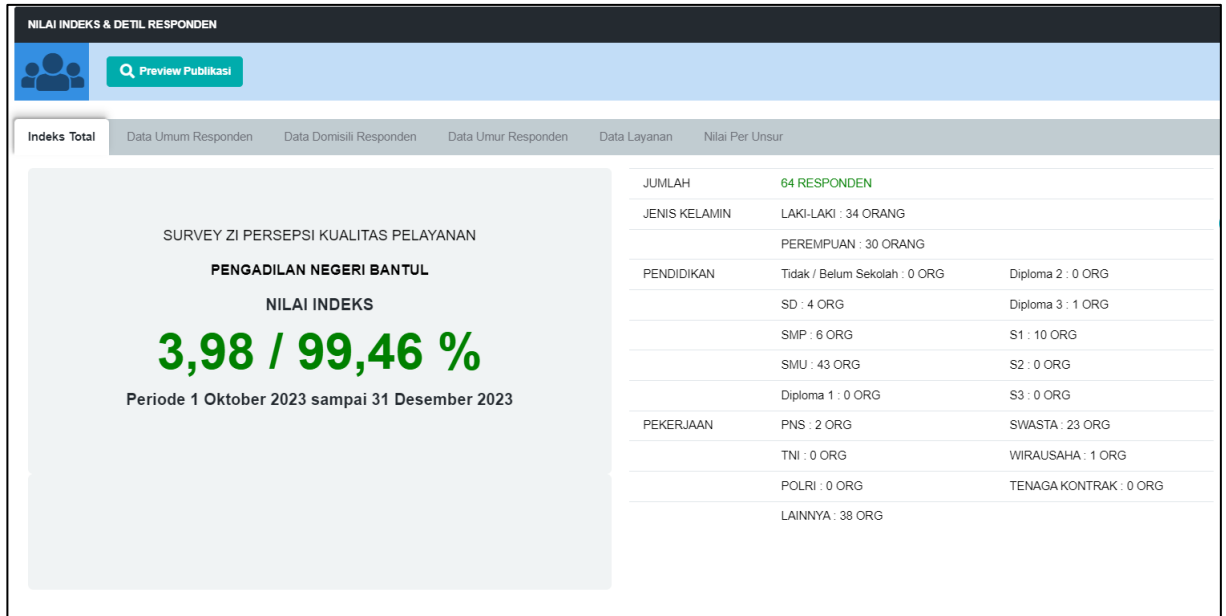 NILAI INDEKS & DETIL RESPONDEN
Preview Publikasi
Indeks Total Data Umum Responden Data Domisili Responden Data Umur Responden Data Layanan Nilai Per Unsur
SURVEY ZI PERSEPSI KUALITAS PELAYANAN
PENGADILAN NEGERI BANTUL
NILAI INDEKS
3,98 / 99,46 %
Periode 1 Oktober 2023 sampai 31 Desember 2023
JUMLAH 64 RESPONDEN
JENIS KELAMIN LAKI-LAKI : 34 ORANG
PEREMPUAN : 30 ORANG
PENDIDIKAN Tidak / Belum Sekolah : 0 ORG Diploma 2 : 0 ORG
SD : 4 ORG Diploma 3 : 1 ORG
SMP : 6 ORG S1 : 10 ORG
SMU : 43 ORG S2 : 0 ORG
Diploma 1 : 0 ORG S3 : 0 ORG
PEKERJAAN PNS : 2 ORG SWASTA : 23 ORG
TNI : 0 ORG WIRAUSAHA : 1 ORG
POLRI : 0 ORG TENAGA KONTRAK : 0 ORG
LAINNYA : 38 ORG